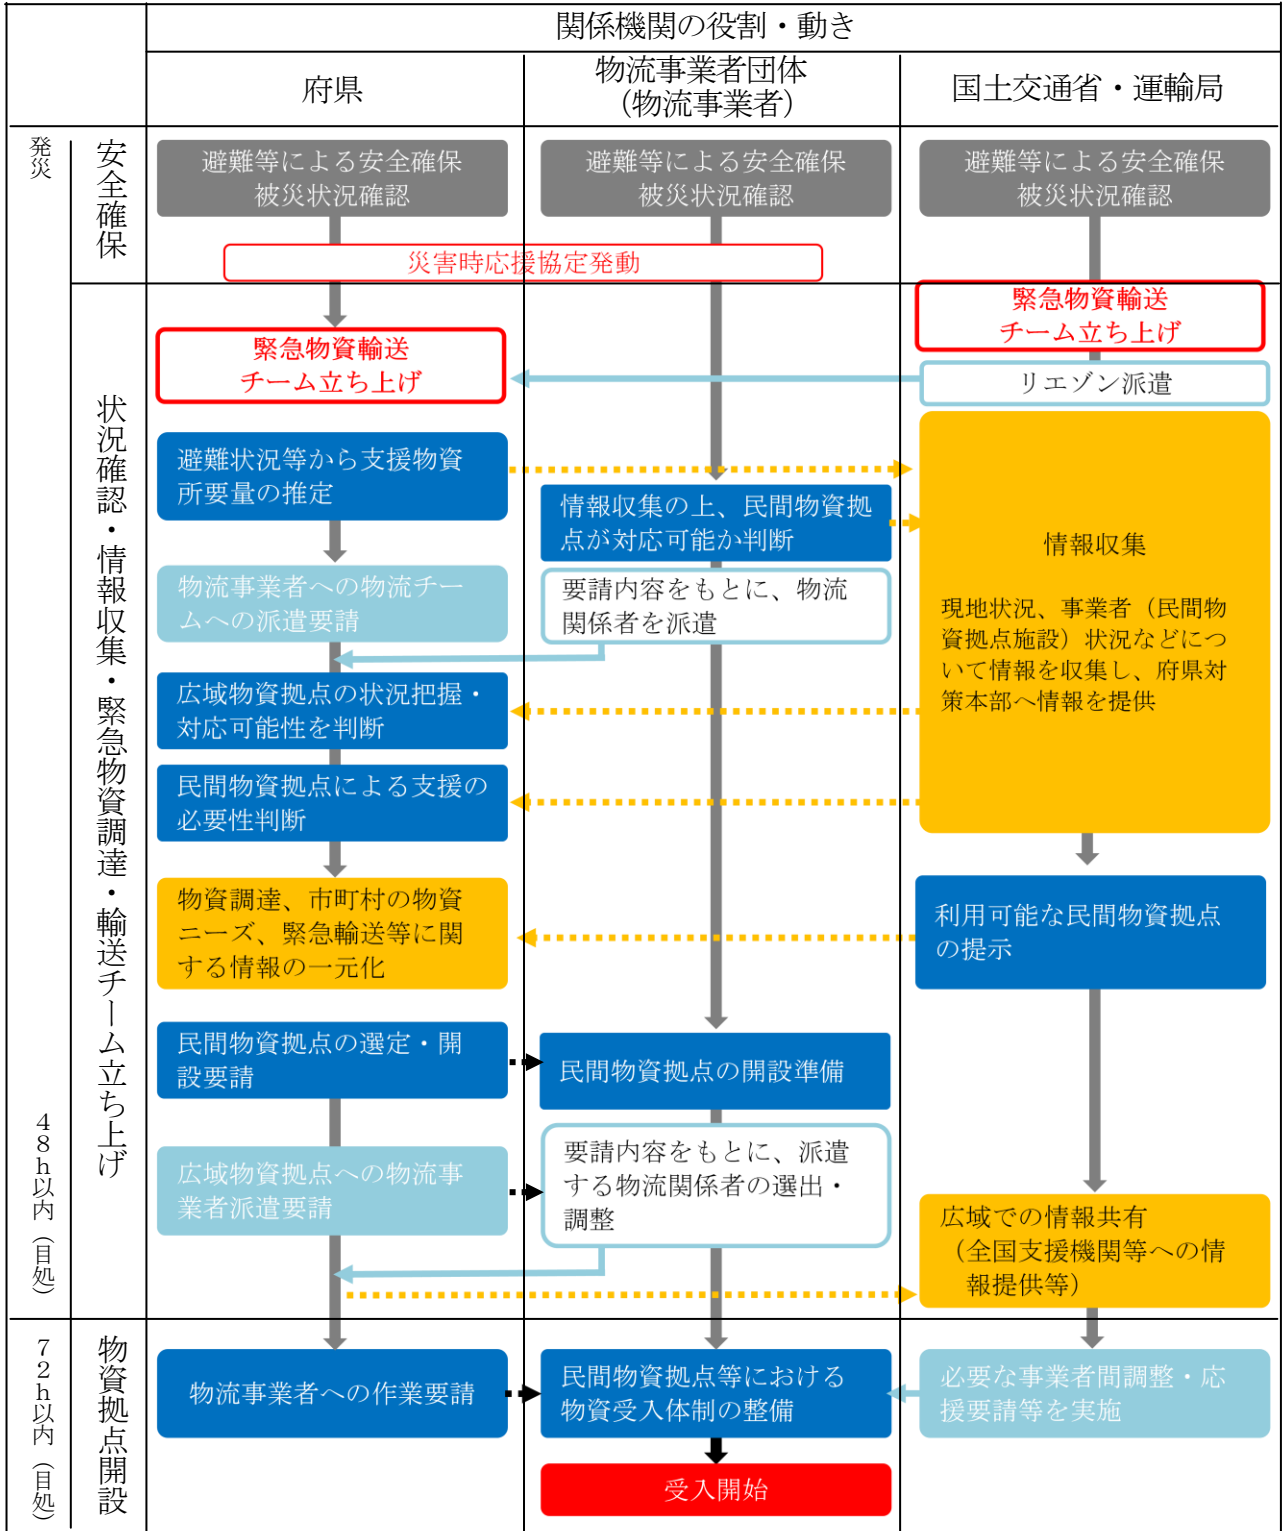 関係機関の役割・動き
府県
物流事業者団体
（物流事業者）
国土交通省・運輸局
発災
安全確保
避難等による安全確保
被災状況確認
避難等による安全確保
被災状況確認
避難等による安全確保
被災状況確認
災害時応援協定発動
状況確認・情報収集・緊急物資調達・輸送チーム立ち上げ
緊急物資輸送
チーム立ち上げ
緊急物資輸送
チーム立ち上げ
リエゾン派遣
避難状況等から支援物資
所要量の推定
情報収集の上、民間物資拠
点が対応可能か判断
情報収集
現地状況、事業者（民間物
資拠点施設）状況などにつ
いて情報を収集し、府県対
策本部へ情報を提供
物流事業者への物流チー
ムへの派遣要請
要請内容をもとに、物流
関係者を派遣
広域物資拠点の状況把握・
対応可能性を判断
民間物資拠点による支援の
必要性判断
物資調達、市町村の物資
ニーズ、緊急輸送等に関
する情報の一元化
利用可能な民間物資拠点
の提示
民間物資拠点の選定・開
設要請
民間物資拠点の開設準備
48h以内（目処）
広域物資拠点への物流事
業者派遣要請
要請内容をもとに、派遣
する物流関係者の選出・
調整
広域での情報共有
（全国支援機関等への情
報提供等）
72h以内（目処）
物資拠点開設
物流事業者への作業要請
民間物資拠点等における
物資受入体制の整備
必要な事業者間調整・応
援要請等を実施
受入開始